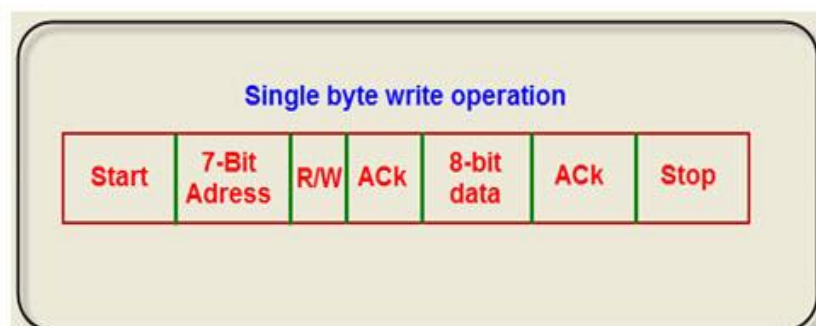 Single byte write operation
Start
7-Bit
Adress
R/W
ACk
8-bit
data
ACk
Stop